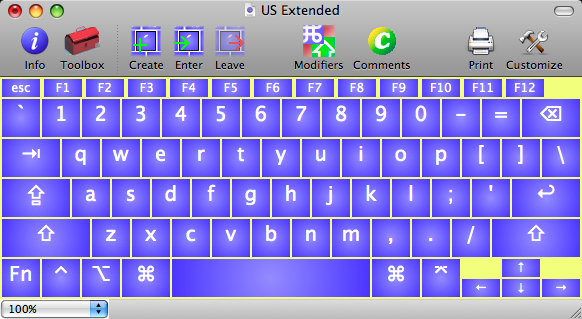 US Extended
Info Toolbox Create Enter Leave Modifiers Comments Print Customize
esc F1 F2 F3 F4 F5 F6 F7 F8 F9 F10 F11 F12
` 1 2 3 4 5 6 7 8 9 0 - = ⌫
⇥ q w e r t y u i o p [ ] \
⇪ a s d f g h j k l ; ' ↩
⇧ z x c v b n m , . / ⇧
Fn ^ ⌥ ⌘ ⌘ ⌤ ↑
← ↓ →
100%